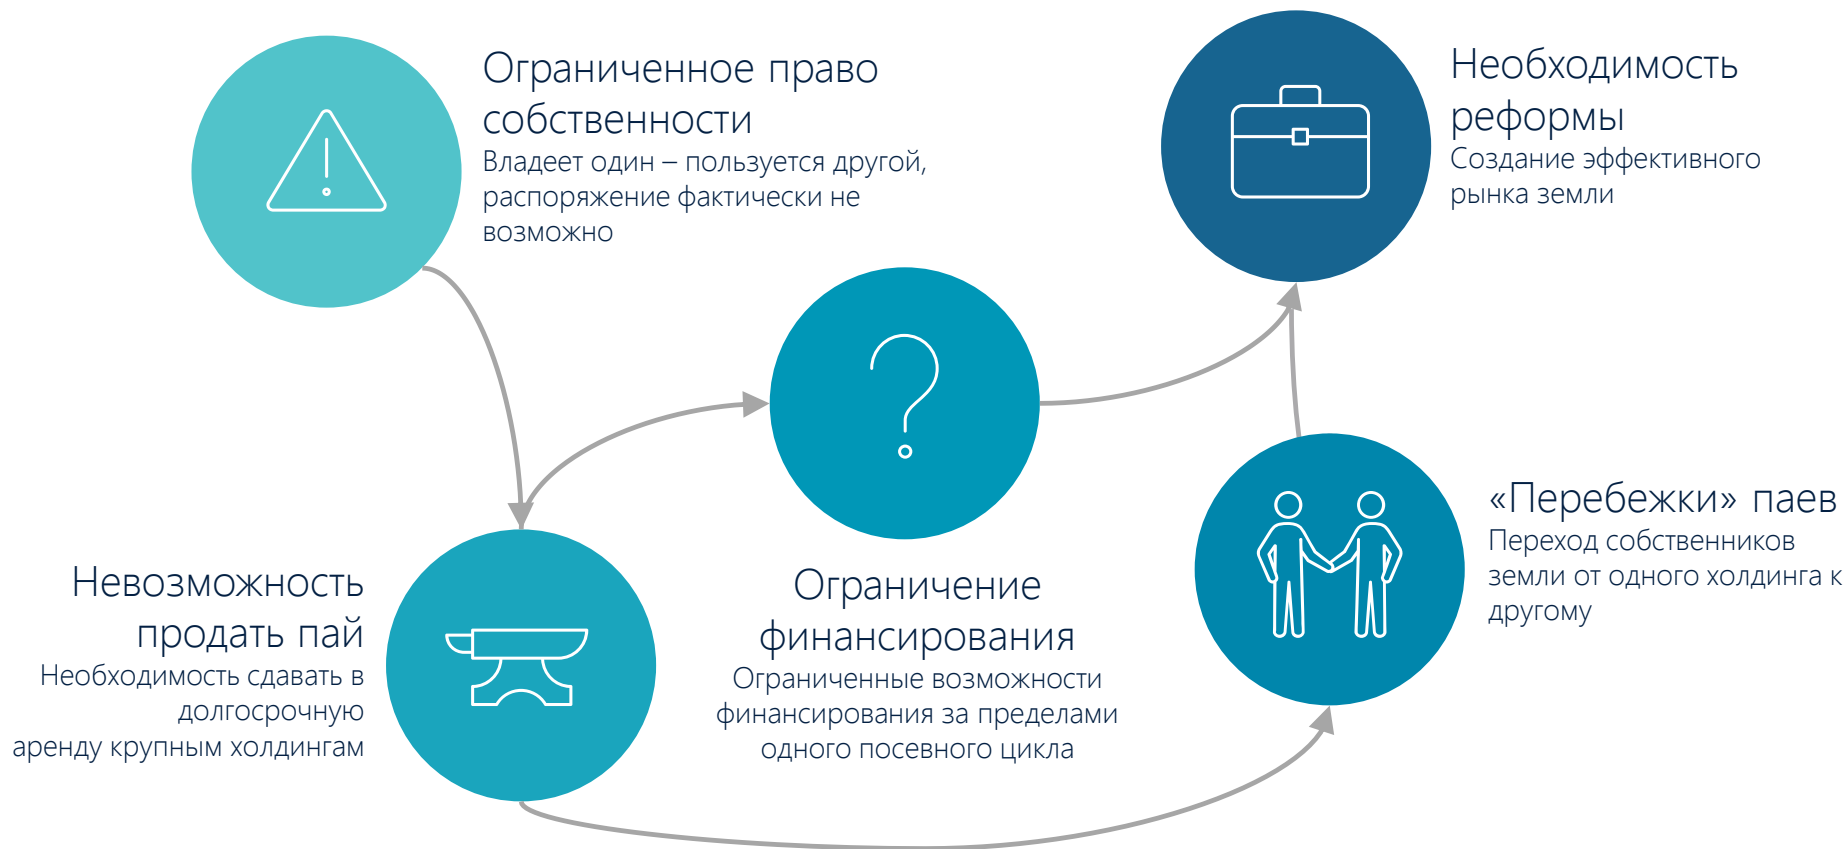 Ограниченное право
собственности
Владеет один – пользуется другой,
распоряжение фактически не
возможно
Необходимость
реформы
Создание эффективного
рынка земли
Невозможность
продать пай
Необходимость сдавать в
долгосрочную
аренду крупным холдингам
Ограничение
финансирования
Ограниченные возможности
финансирования за пределами
одного посевного цикла
«Перебежки» паев
Переход собственников
земли от одного холдинга к
другому